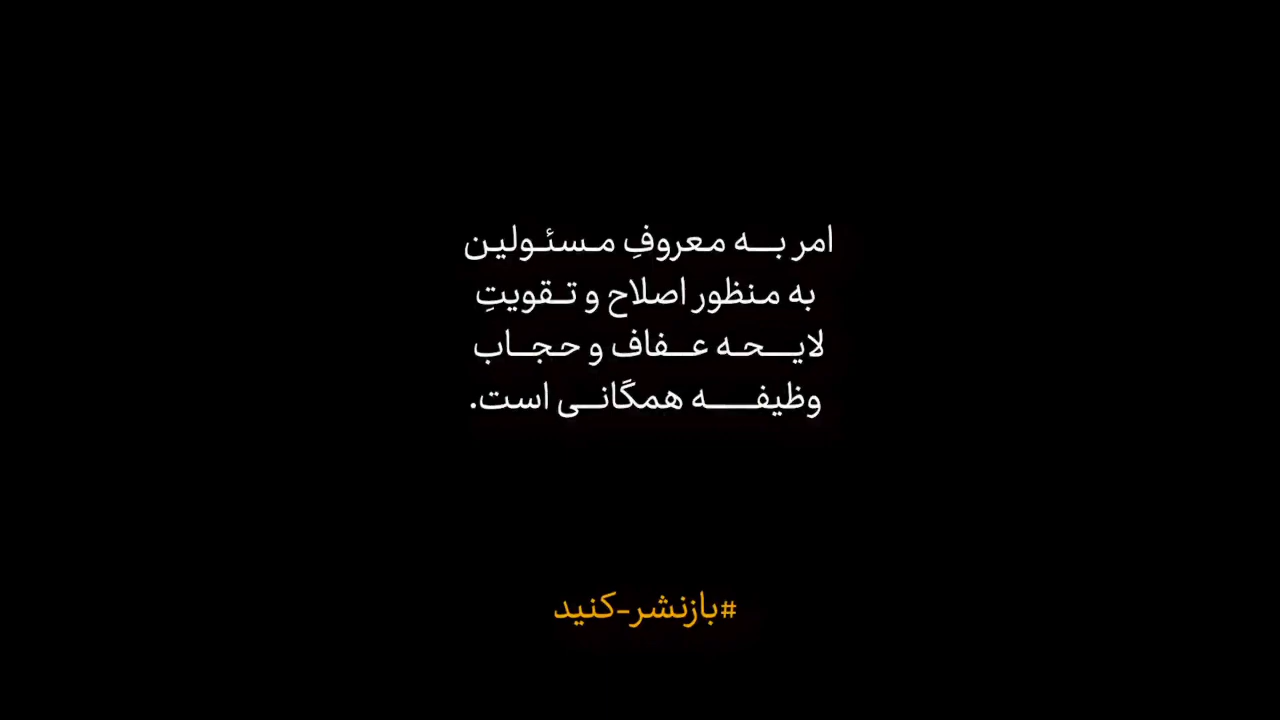 امر به معروفِ مسئولین
به منظور اصلاح و تقویتِ
لایحه عفاف و حجاب
وظیفه همگانی است.
#بازنشر-کنید